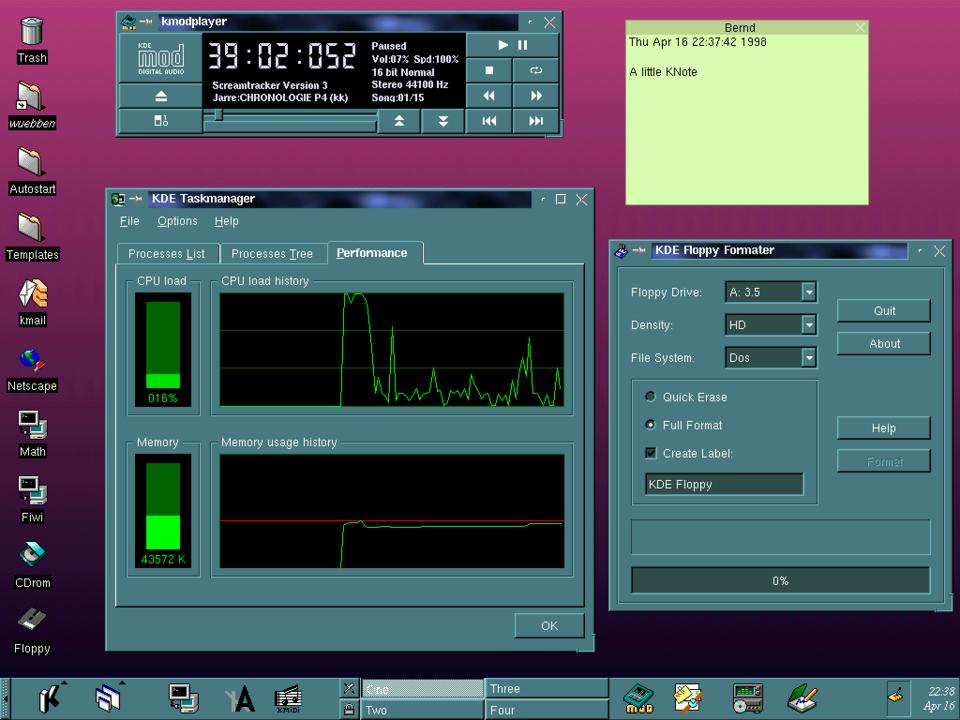 Trash
wuebben
Autostart
Templates
kmail
Netscape
Math
Fiwi
CDrom
Floppy
kmodplayer
KDE
mod
DIGITAL AUDIO
39:02:052
Screamtracker Version 3
Jarre:CHRONOLOGIE P4 (kk)
Paused
Vol:07% Spd:100%
16 bit Normal
Stereo 44100 Hz
Song:01/15
Bernd
Thu Apr 16 22:37:42 1998
A little KNote
KDE Taskmanager
File Options Help
Processes List Processes Tree Performance
CPU load
016%
CPU load history
Memory
43572 K
Memory usage history
OK
KDE Floppy Formater
Floppy Drive: A: 3.5
Density: HD
File System: Dos
Quick Erase
Full Format
Create Label:
KDE Floppy
Quit
About
Help
Format
0%
K
A
KMidi
One
Two
Three
Four
mod
22:38
Apr 16